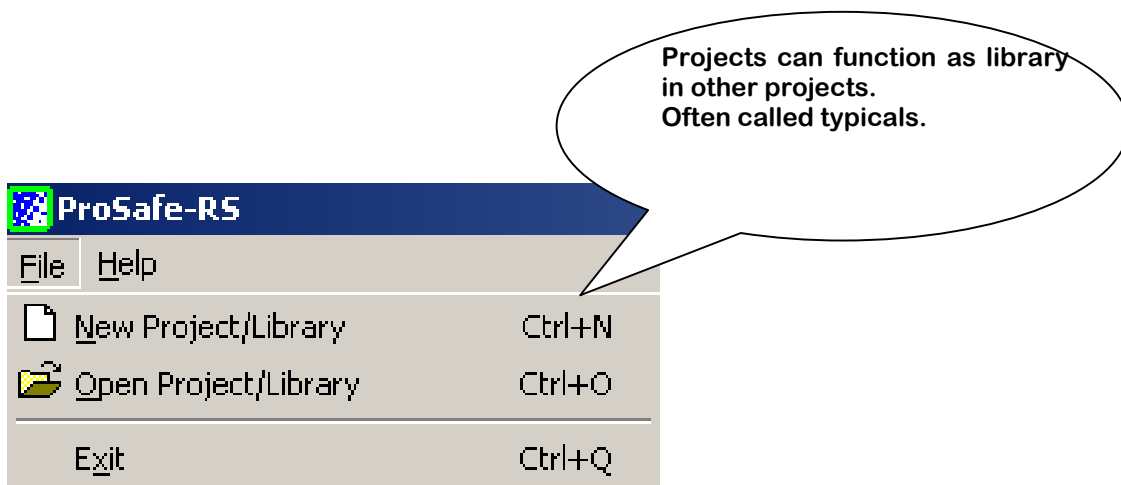 Projects can function as library
in other projects.
Often called typicals.
ProSafe-RS
File Help
New Project/Library Ctrl+N
Open Project/Library Ctrl+O
Exit Ctrl+Q